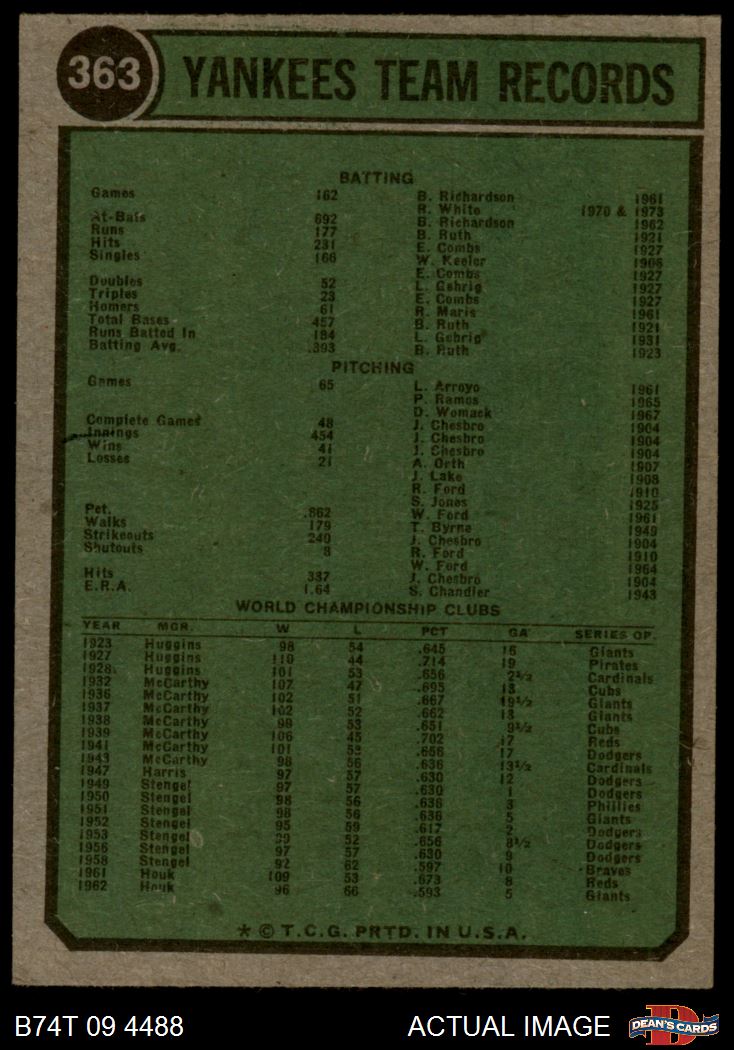 363 YANKEES TEAM RECORDS
BATTING
Games 162 B. Richardson 1961
R. White 1970 & 1973
At-Bats 692 B. Richardson 1962
Runs 177 B. Ruth 1921
Hits 231 E. Combs 1927
Singles 166 W. Keeler 1906
E. Combs 1927
Doubles 52 L. Gehrig 1927
Triples 23 E. Combs 1927
Homers 61 R. Maris 1961
Total Bases 457 B. Ruth 1921
Runs Batted In 184 L. Gehrig 1931
Batting Avg. .393 B. Ruth 1923
PITCHING
Games 65 L. Arroyo 1961
P. Ramos 1965
D. Womack 1967
Complete Games 48 J. Chesbro 1904
Innings 454 J. Chesbro 1904
Wins 41 J. Chesbro 1904
Losses 21 A. Orth 1907
J. Lake 1908
R. Ford 1910
S. Jones 1925
Pct. .862 W. Ford 1961
Walks 179 T. Byrne 1949
Strikeouts 240 J. Chesbro 1904
Shutouts 8 R. Ford 1910
W. Ford 1964
Hits 337 J. Chesbro 1904
E.R.A. 1.64 S. Chandler 1943
WORLD CHAMPIONSHIP CLUBS
YEAR MGR. W L PCT GA SERIES OP.
1923 Huggins 98 54 .645 16 Giants
1927 Huggins 110 44 .714 19 Pirates
1928 Huggins 101 53 .656 2½ Cardinals
1932 McCarthy 107 47 .695 13 Cubs
1936 McCarthy 102 51 .667 19½ Giants
1937 McCarthy 102 52 .662 13 Giants
1938 McCarthy 98 53 .651 9½ Cubs
1939 McCarthy 106 45 .702 17 Reds
1941 McCarthy 101 53 .656 17 Dodgers
1943 McCarthy 98 56 .636 13½ Cardinals
1947 Harris 97 57 .630 12 Dodgers
1949 Stengel 97 57 .630 1 Dodgers
1950 Stengel 98 56 .636 3 Phillies
1951 Stengel 98 56 .636 5 Giants
1952 Stengel 95 59 .617 2 Dodgers
1953 Stengel 99 52 .656 8½ Dodgers
1956 Stengel 97 57 .630 9 Dodgers
1958 Stengel 92 62 .597 10 Braves
1961 Houk 109 53 .673 8 Reds
1962 Houk 96 66 .593 5 Giants
* © T.C.G. PRTD. IN U.S.A.
B74T 09 4488 ACTUAL IMAGE DEAN'S CARDS